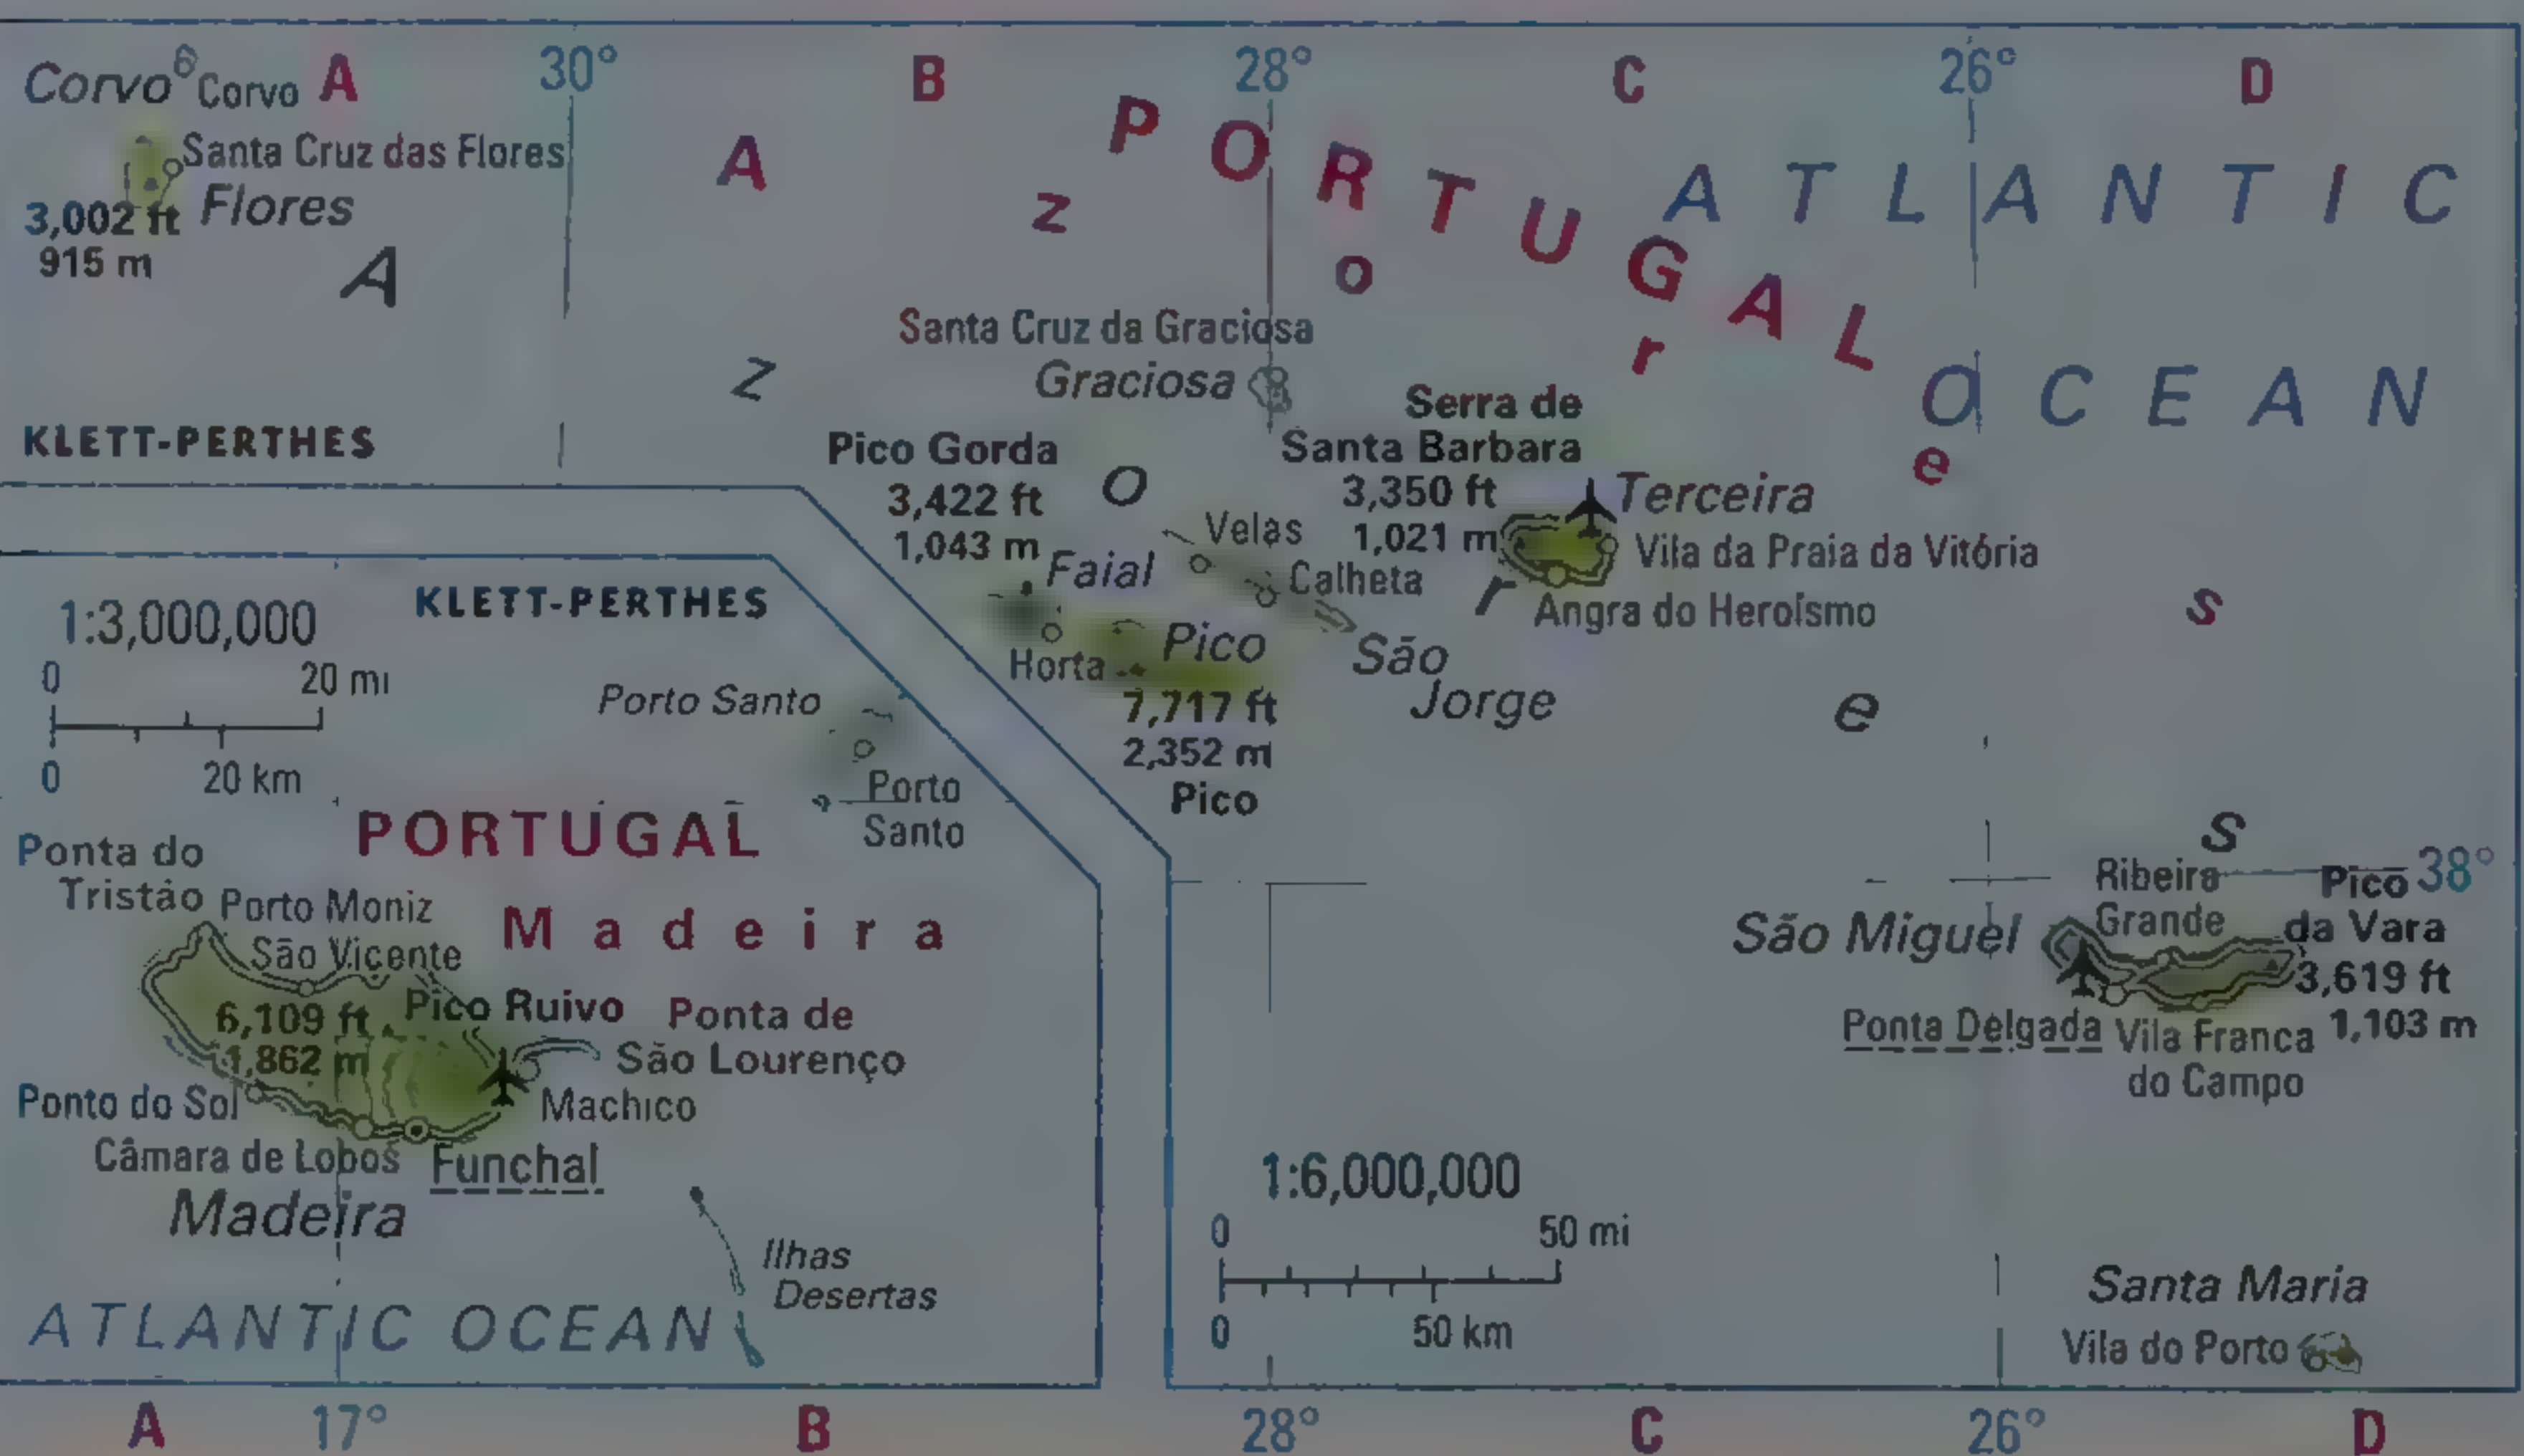 A
30°
B
28°
C
26°
D
Corvo
Corvo
Santa Cruz das Flores
Flores
3,002 ft
915 m
PORTUGAL
Azores
Azores
ATLANTIC
OCEAN
KLETT-PERTHES
Santa Cruz da Graciosa
Graciosa
Pico Gorda
3,422 ft
1,043 m
Faial
Horta
Velas
Calheta
São
Jorge
Pico
7,717 ft
2,352 m
Pico
Serra de
Santa Barbara
3,350 ft
1,021 m
Terceira
Vila da Praia da Vitória
Angra do Heroísmo
38°
São Miguel
Ribeira
Grande
Pico
da Vara
3,619 ft
1,103 m
Ponta Delgada
Vila Franca
do Campo
Santa Maria
Vila do Porto
1:6,000,000
0
50 mi
0
50 km
KLETT-PERTHES
1:3,000,000
0
20 mi
0
20 km
Porto Santo
Porto
Santo
PORTUGAL
Madeira
Ponta do
Tristão
Porto Moniz
São Vicente
Pico Ruivo
6,109 ft
1,862 m
Ponta de
São Lourenço
Machico
Ponto do Sol
Câmara de Lobos
Funchal
Madeira
Ilhas
Desertas
ATLANTIC OCEAN
A
17°
B
28°
C
26°
D